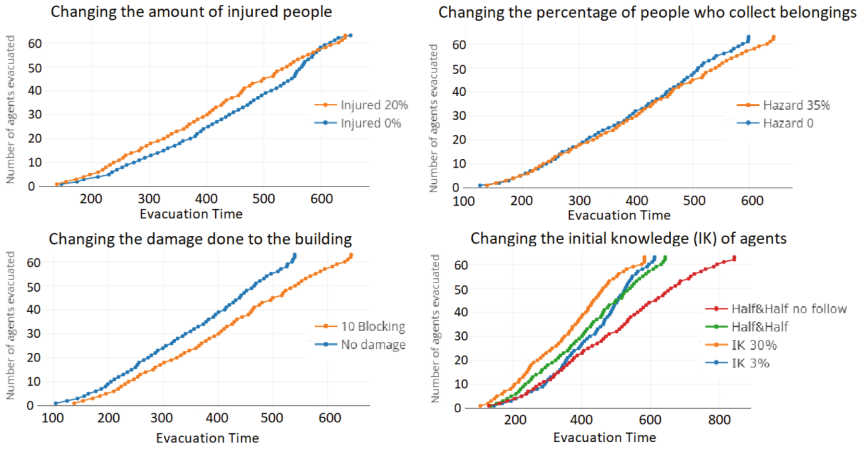 Changing the amount of injured people
Number of agents evacuated
60
50
40
30
20
10
0
Injured 20%
Injured 0%
200 300 400 500 600
Evacuation Time
Changing the percentage of people who collect belongings
Number of agents evacuated
60
50
40
30
20
10
0
Hazard 35%
Hazard 0
100 200 300 400 500 600
Evacuation Time
Changing the damage done to the building
Number of agents evacuated
60
50
40
30
20
10
0
10 Blocking
No damage
100 200 300 400 500 600
Evacuation Time
Changing the initial knowledge (IK) of agents
Number of agents evacuated
60
50
40
30
20
10
0
Half&Half no follow
Half&Half
IK 30%
IK 3%
200 400 600 800
Evacuation Time